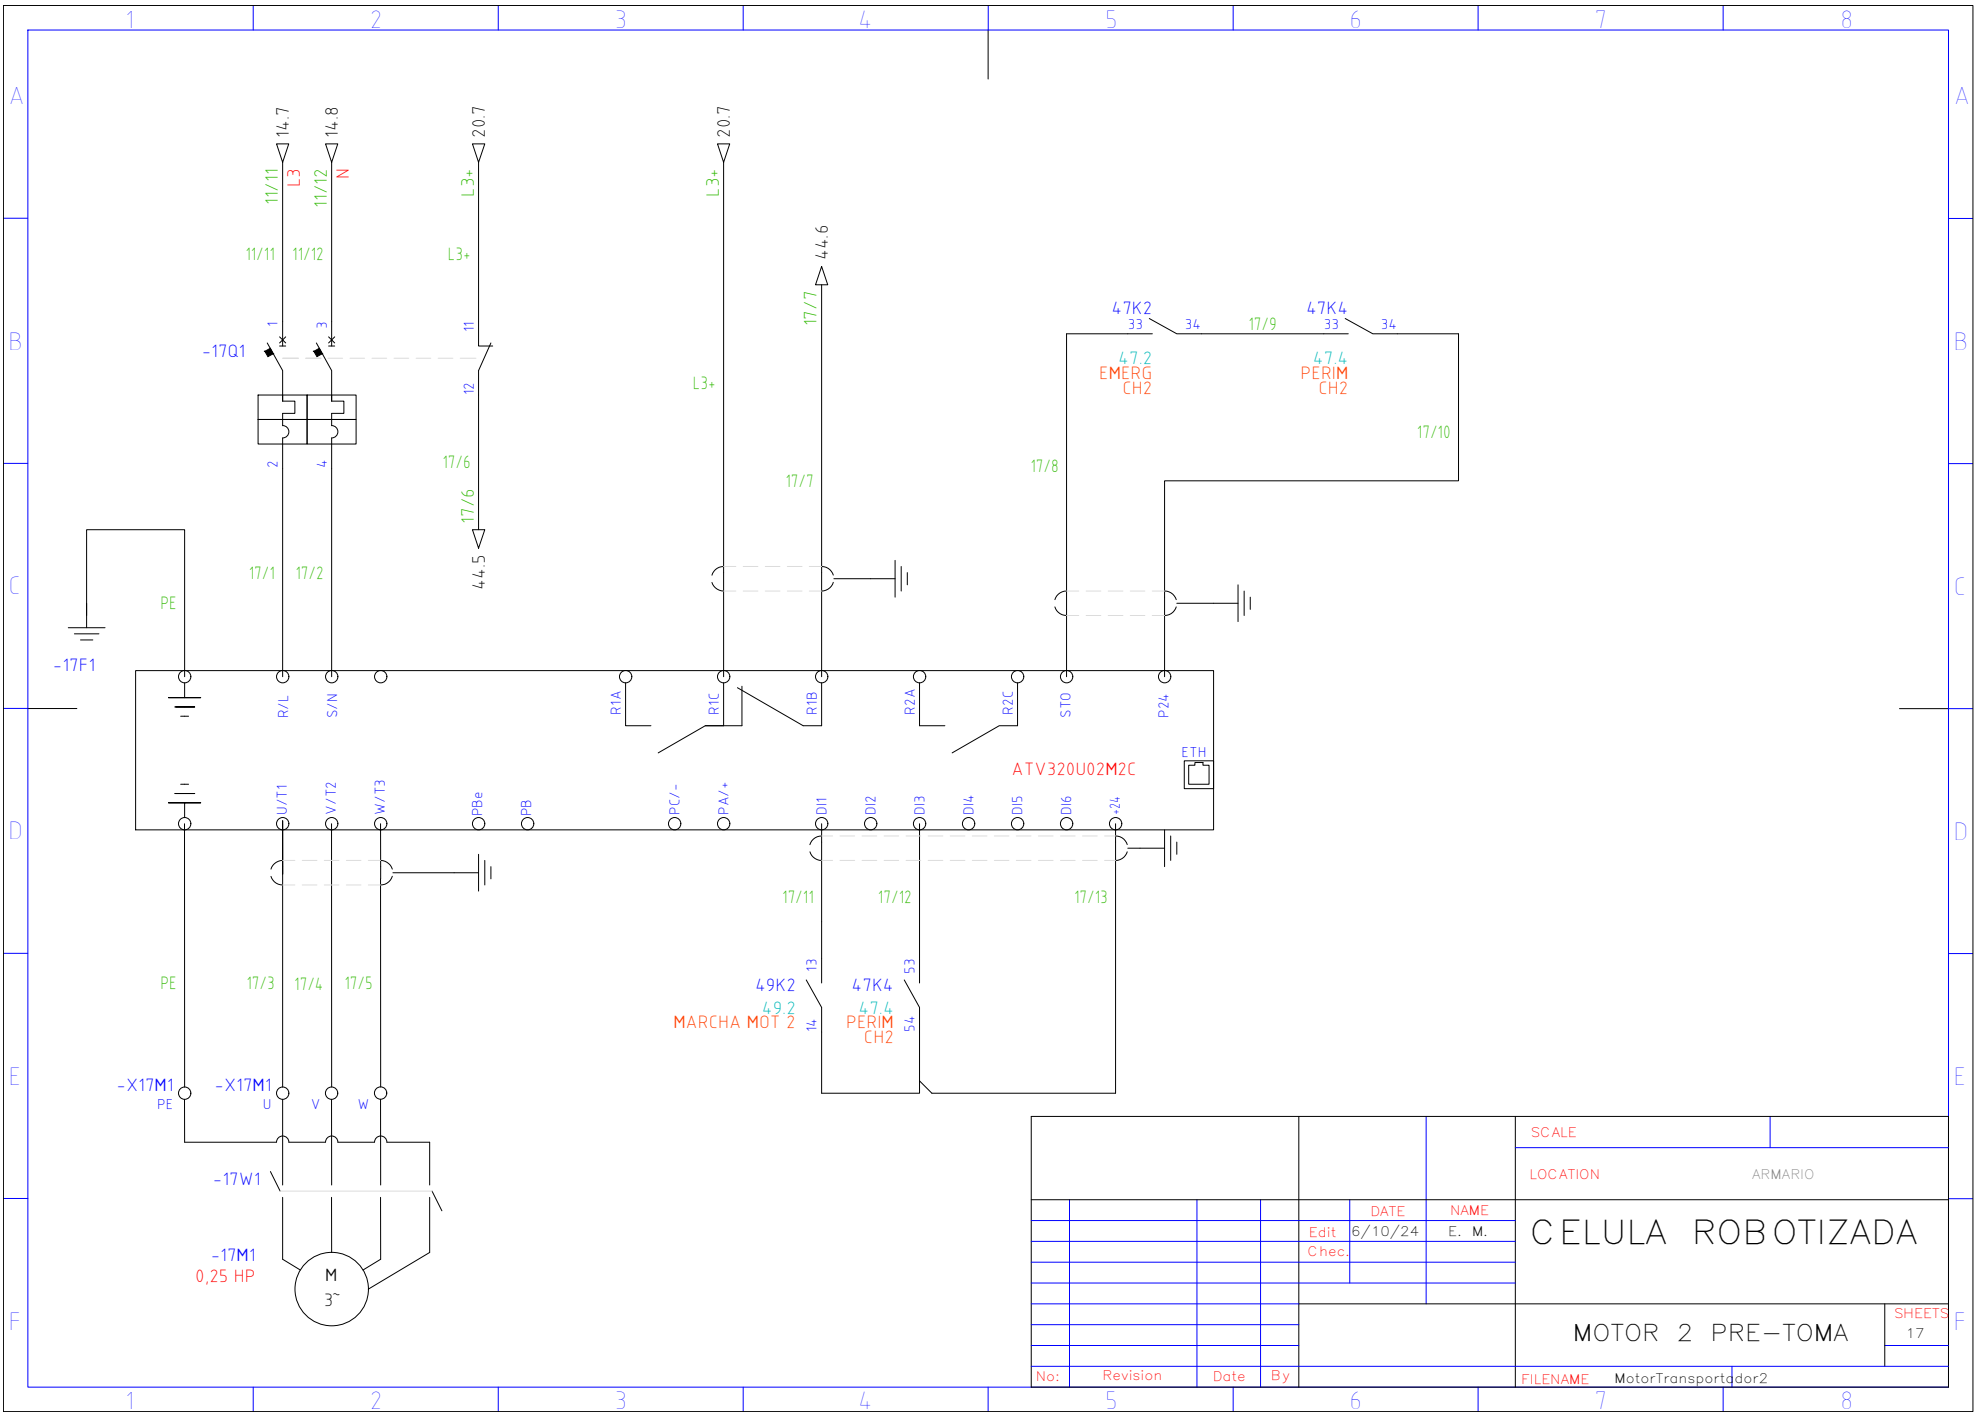 1 2 3 4 5 6 7 8
A A
14.7 14.8 20.7 20.7
11/11 L3 11/12 N L3+ L3+
44.6
11/11 11/12 L3+
17/7
47K2 47K4
33 34 17/9 33 34
1 3 11
B B
-17Q1
47.2 47.4
EMERG PERIM
CH2 CH2
12 L3+
17/10
2 4 17/6 17/8
17/7
17/6
44.5
17/1 17/2
C C
PE
-17F1
R/L S/N R1A R1C R1B R2A R2C STO P24
ETH
ATV320U02M2C
U/T1 V/T2 W/T3 PBe PB PC/- PA/+ DI1 DI2 DI3 DI4 DI5 DI6 +24
D D
17/11 17/12 17/13
13 53
PE 17/3 17/4 17/5
49K2 47K4
49.2 47.4
MARCHA MOT 2 14 PERIM 54
CH2
E E
-X17M1 -X17M1
PE U V W
-17W1
-17M1
0,25 HP
M
3~
F F
SCALE
LOCATION ARMARIO
DATE NAME
Edit 6/10/24 E. M.
Chec.
CELULA ROBOTIZADA
MOTOR 2 PRE-TOMA
SHEETS
17
No: Revision Date By
FILENAME MotorTransportador2
1 2 3 4 5 6 7 8